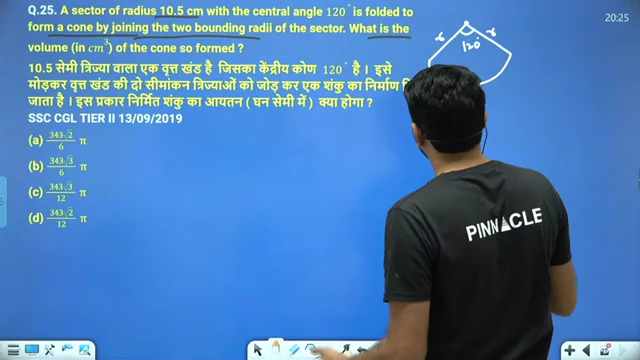 Q.25. A sector of radius 10.5 cm with the central angle 120° is folded to
form a cone by joining the two bounding radii of the sector. What is the
volume (in cm³) of the cone so formed ?
10.5 सेमी त्रिज्या वाला एक वृत्त खंड है जिसका केंद्रीय कोण 120° है । इसे
मोड़कर वृत्त खंड की दो सीमांकन त्रिज्याओं को जोड़ कर एक शंकु का निर्माण
जाता है । इस प्रकार निर्मित शंकु का आयतन ( घन सेमी में ) क्या होगा ?
SSC CGL TIER II 13/09/2019
(a) 343√2/6 π
(b) 343√3/6 π
(c) 343√3/12 π
(d) 343√2/12 π
20:25
r r
120°
PINNACLE